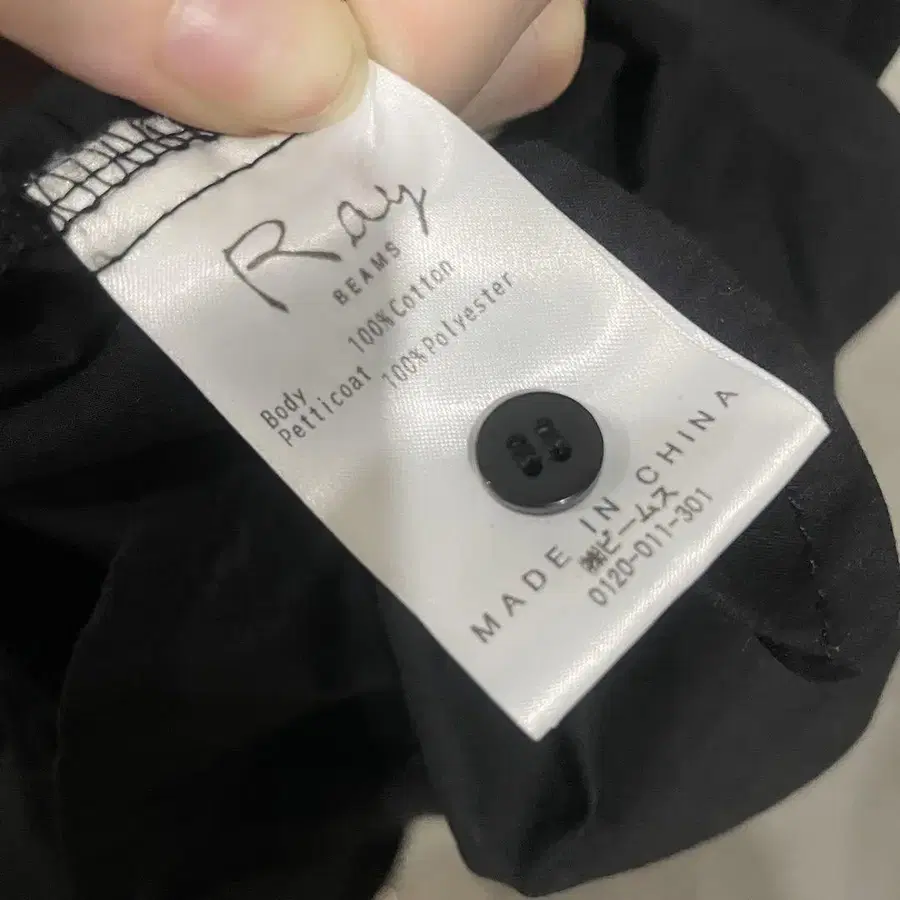 Ray
BEAMS
Body 100%Cotton
Petticoat 100%Polyester
MADE IN CHINA
㈱ビームス
0120-011-301